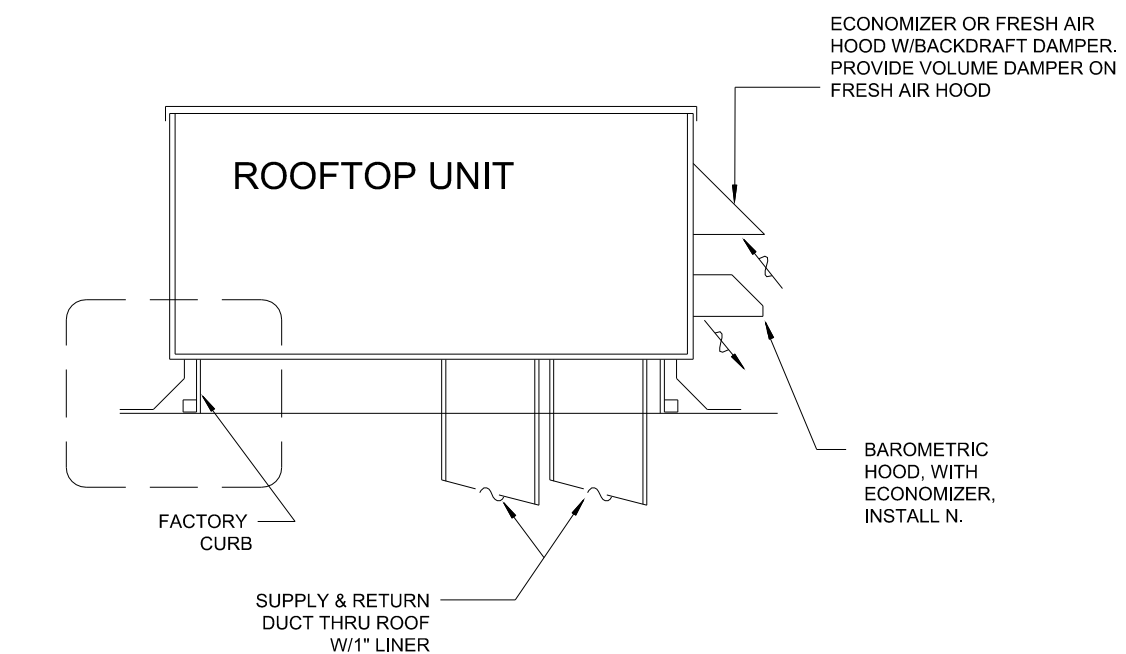 ECONOMIZER OR FRESH AIR
HOOD W/BACKDRAFT DAMPER.
PROVIDE VOLUME DAMPER ON
FRESH AIR HOOD
ROOFTOP UNIT
BAROMETRIC
HOOD, WITH
ECONOMIZER,
INSTALL N.
FACTORY
CURB
SUPPLY & RETURN
DUCT THRU ROOF
W/1" LINER